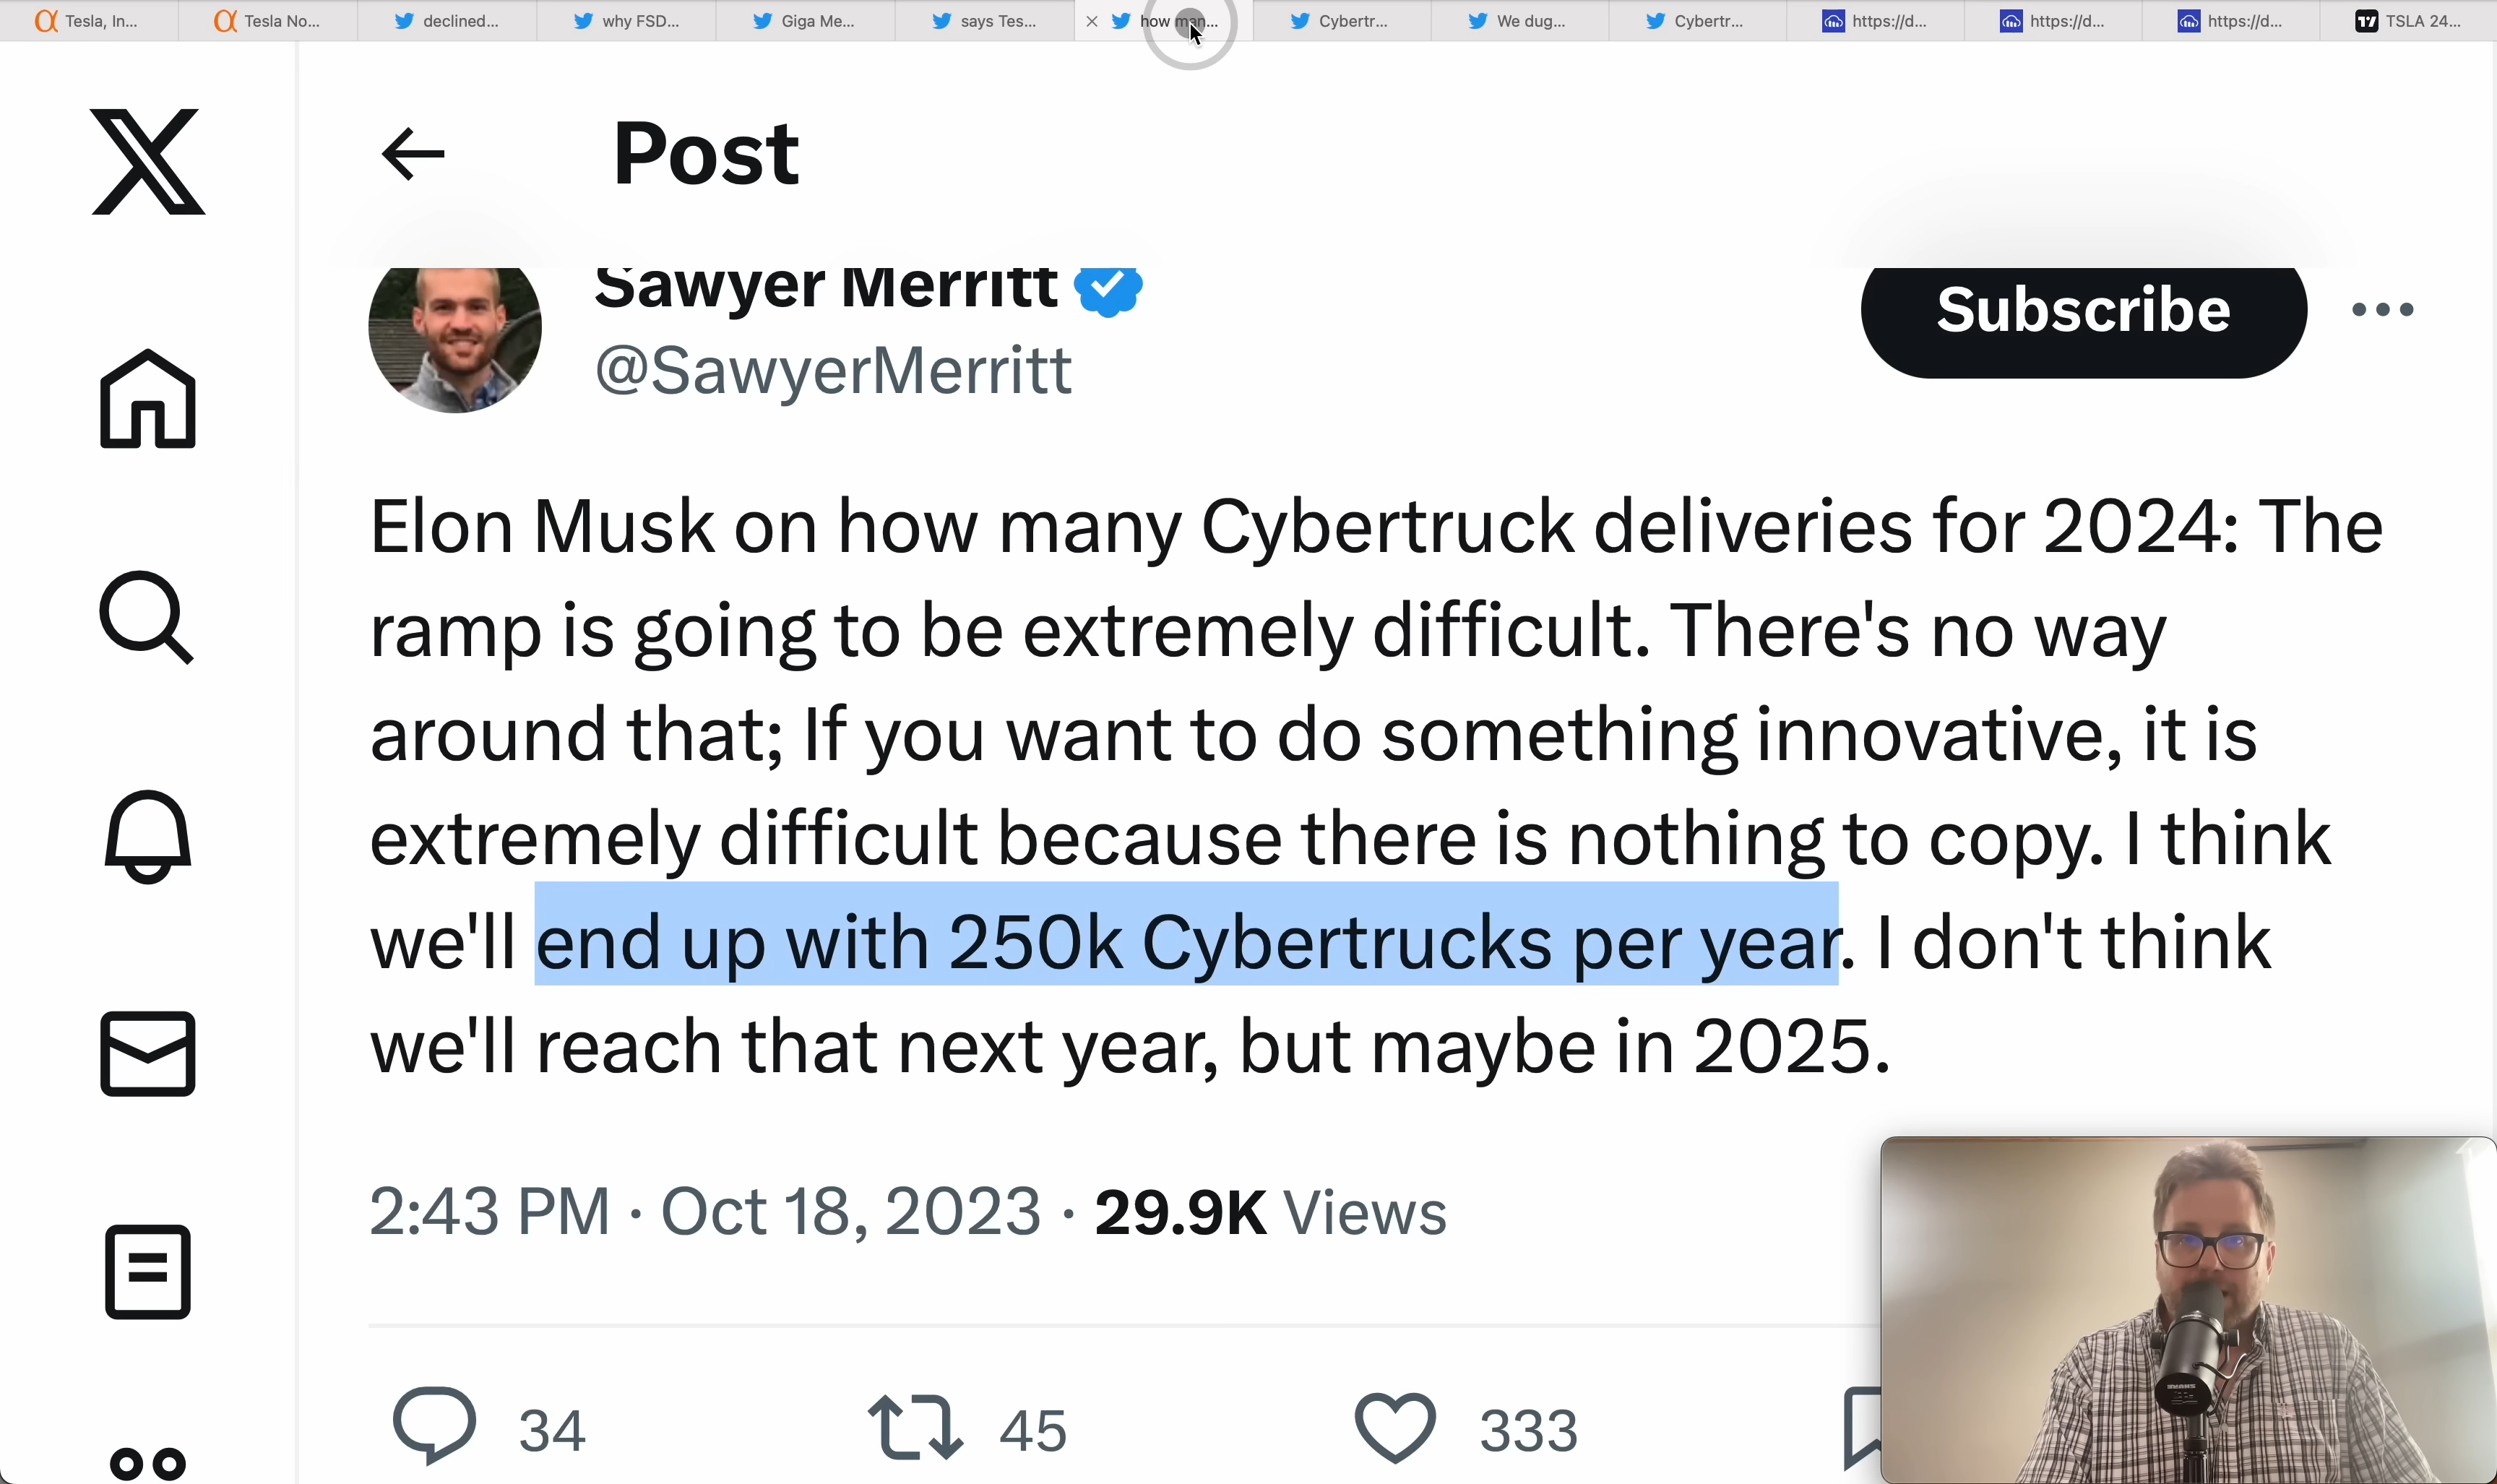 Tesla, In...
Tesla No...
declined...
why FSD...
Giga Me...
says Tes...
how man...
Cybertr...
We dug...
Cybertr...
https://d...
https://d...
https://d...
TSLA 24...
Post
Sawyer Merritt
@SawyerMerritt
Subscribe
Elon Musk on how many Cybertruck deliveries for 2024: The
ramp is going to be extremely difficult. There's no way
around that; If you want to do something innovative, it is
extremely difficult because there is nothing to copy. I think
we'll end up with 250k Cybertrucks per year. I don't think
we'll reach that next year, but maybe in 2025.
2:43 PM · Oct 18, 2023 · 29.9K Views
34
45
333